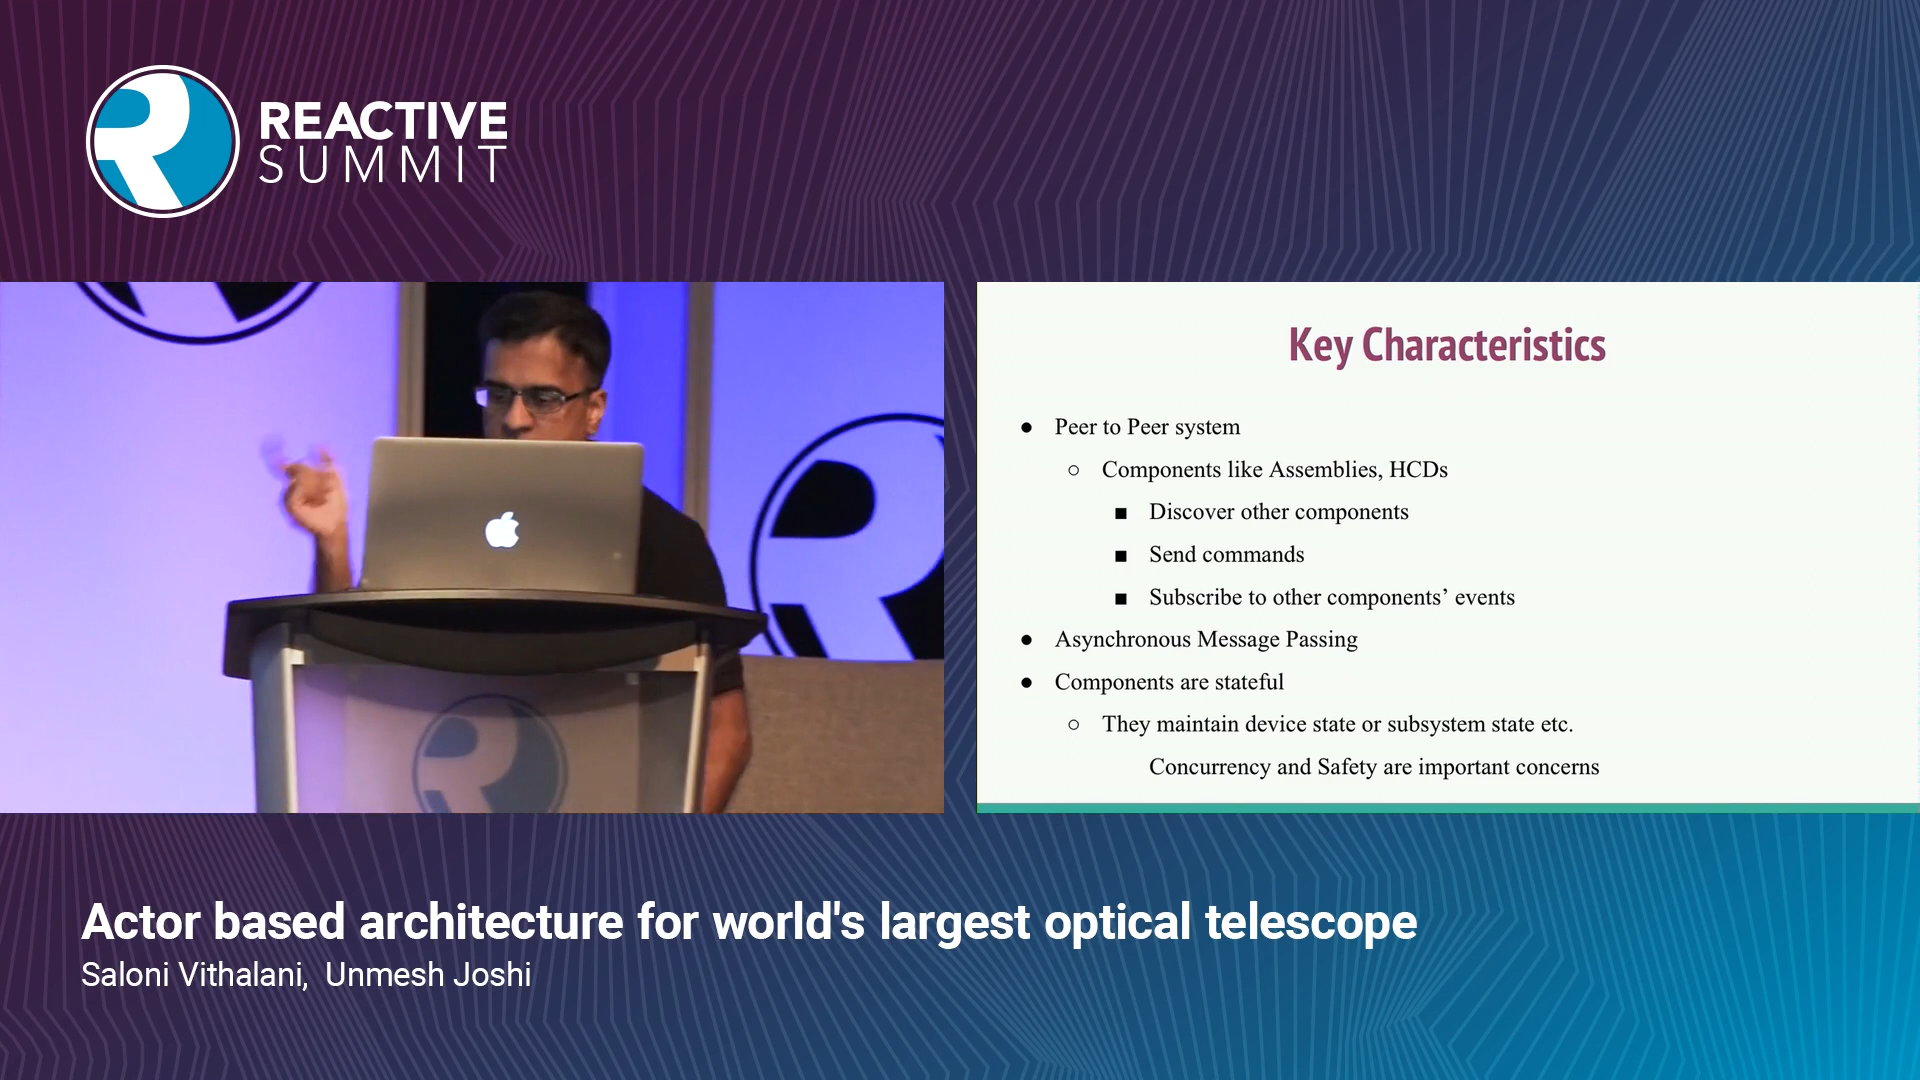 REACTIVE
SUMMIT
Key Characteristics
● Peer to Peer system
○ Components like Assemblies, HCDs
■ Discover other components
■ Send commands
■ Subscribe to other components’ events
● Asynchronous Message Passing
● Components are stateful
○ They maintain device state or subsystem state etc.
Concurrency and Safety are important concerns
Actor based architecture for world's largest optical telescope
Saloni Vithalani, Unmesh Joshi